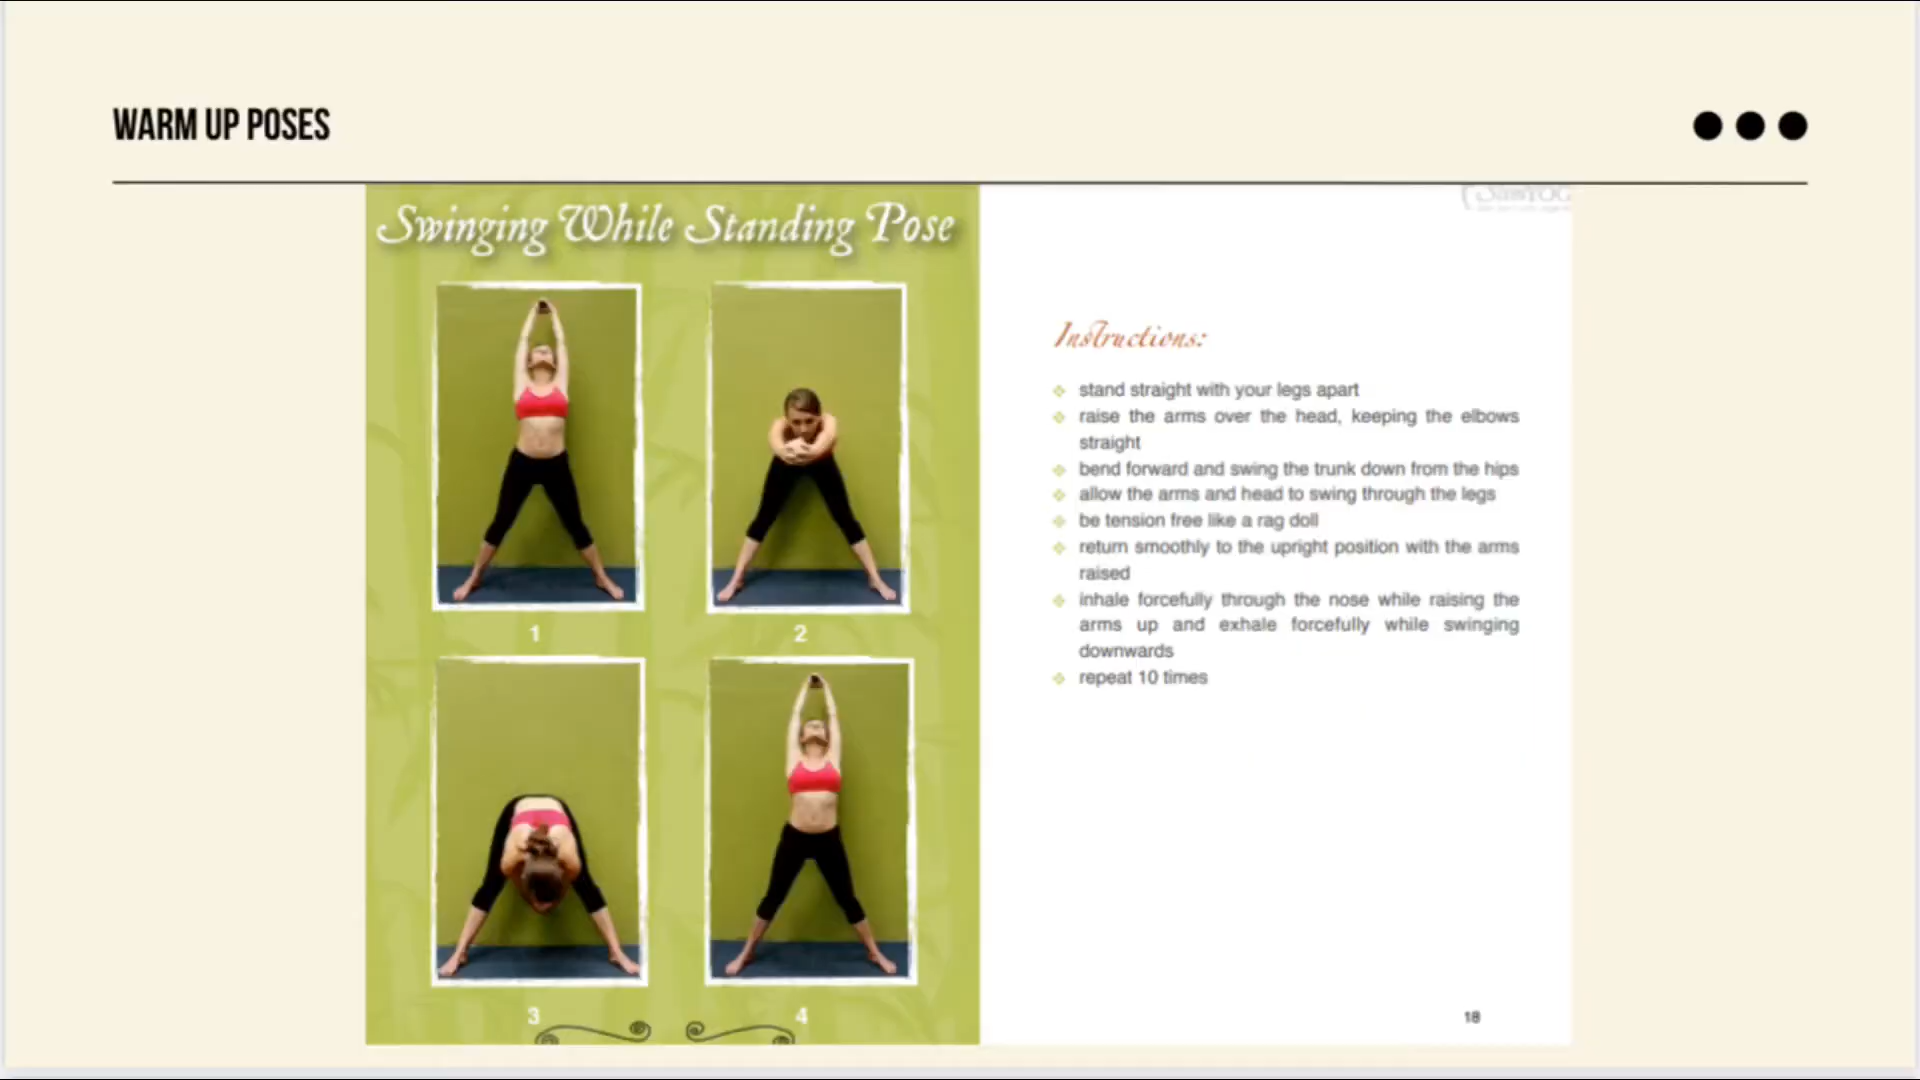 WARM UP POSES
Swinging While Standing Pose
1
2
3
4
Instructions:
stand straight with your legs apart
raise the arms over the head, keeping the elbows
straight
bend forward and swing the trunk down from the hips
allow the arms and head to swing through the legs
be tension free like a rag doll
return smoothly to the upright position with the arms
raised
inhale forcefully through the nose while raising the
arms up and exhale forcefully while swinging
downwards
repeat 10 times
18